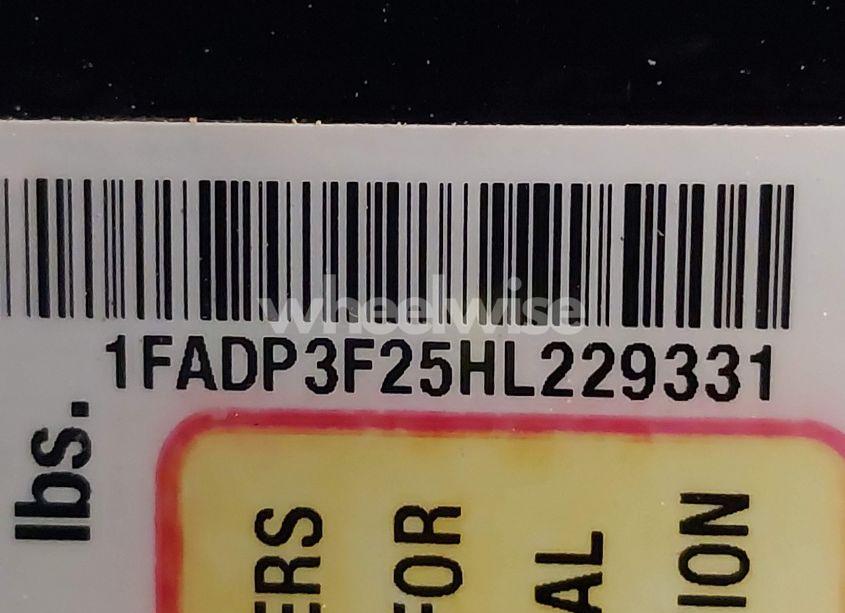 wheelwise
1FADP3F25HL229331
lbs.
ERS
FOR
AL
ION